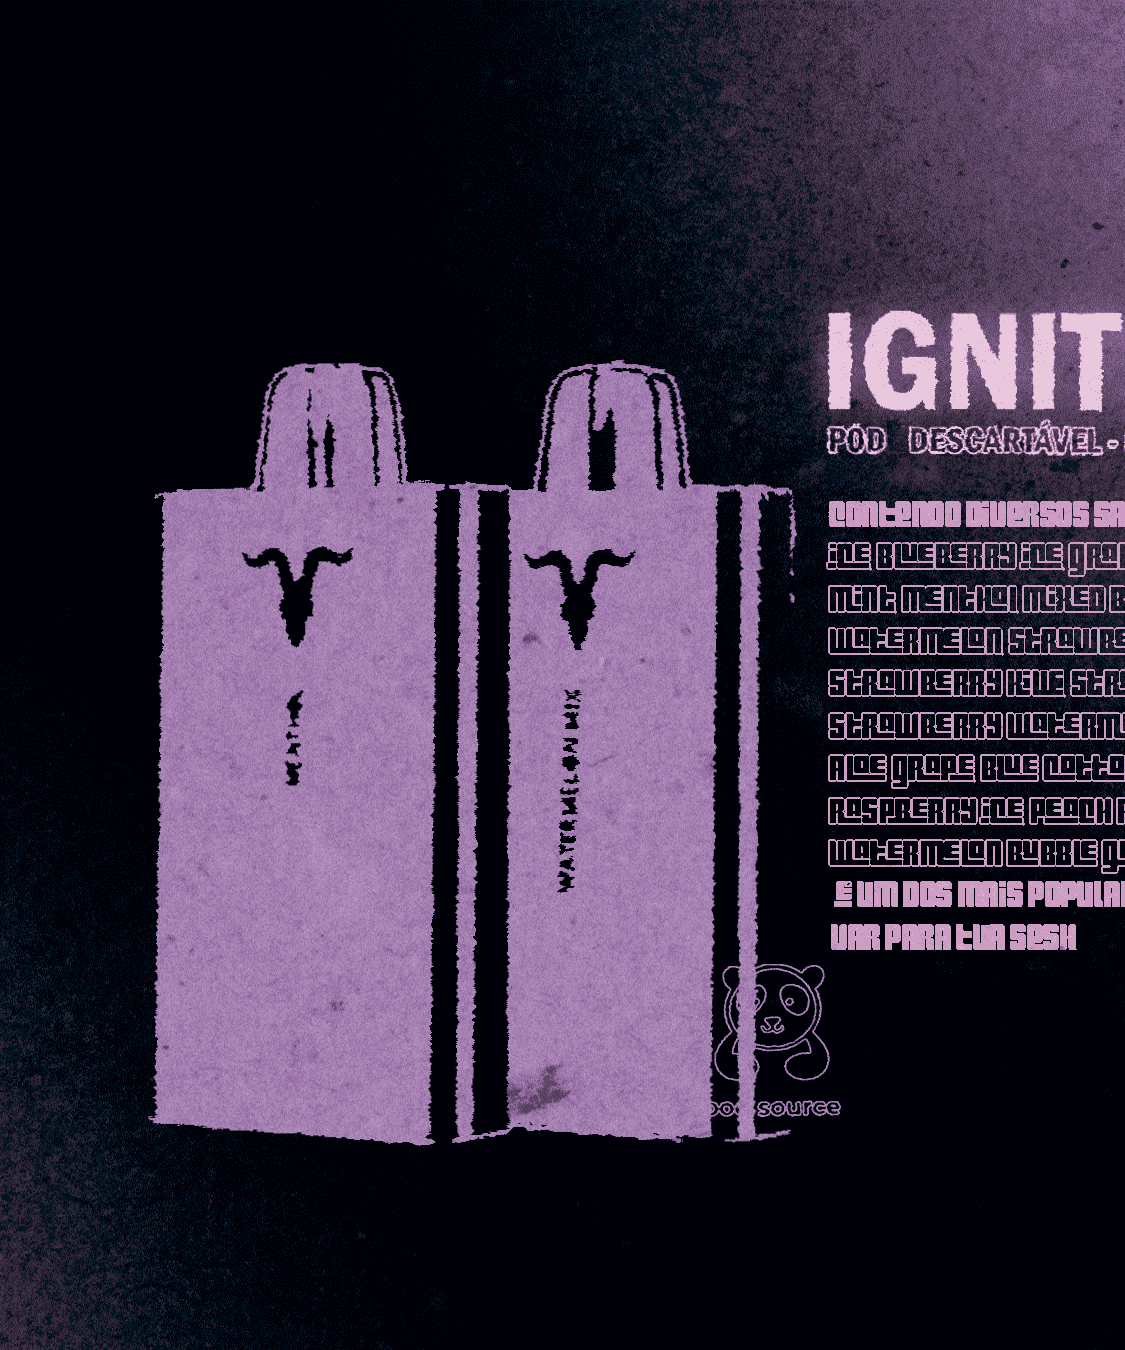 IGNIT
POD DESCARTÁVEL -
WATERMELON MIX
CONTENDO DIVERSOS SA
ICE BLUEBERRY ICE GRAP
MINT MENTHOL MIXED B
WATERMELON STRAWBE
STRAWBERRY KIWI STR
STRAWBERRY WATERM
ALOE GRAPE BLUE
RASPBERRY ICE PEACH P
WATERMELON BUBBLE G
UM DOS MAIS POPULA
VAR PARA TUA SESH
source